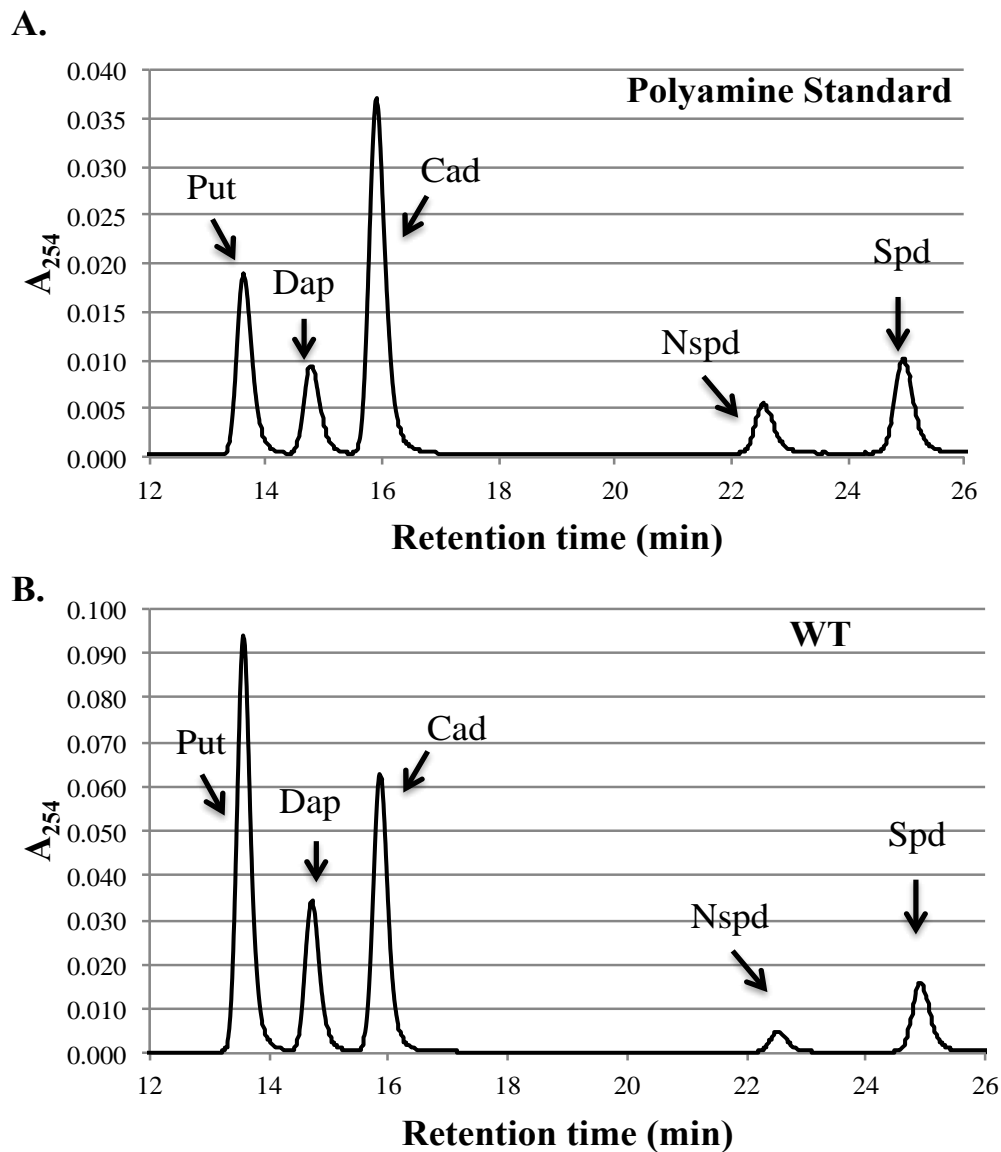 A.
Polyamine Standard
0.040
0.035
0.030
0.025
0.020
0.015
0.010
0.005
0.000
A254
Put
Dap
Cad
Nspd
Spd
12 14 16 18 20 22 24 26
Retention time (min)
B.
WT
0.100
0.090
0.080
0.070
0.060
0.050
0.040
0.030
0.020
0.010
0.000
A254
Put
Dap
Cad
Nspd
Spd
12 14 16 18 20 22 24 26
Retention time (min)